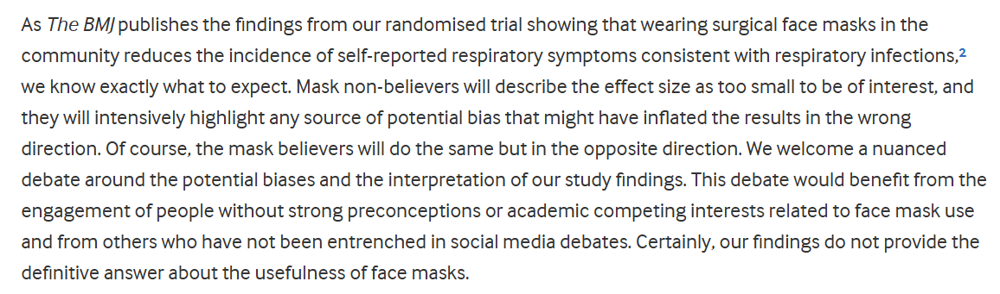 As The BMJ publishes the findings from our randomised trial showing that wearing surgical face masks in the
community reduces the incidence of self-reported respiratory symptoms consistent with respiratory infections,2
we know exactly what to expect. Mask non-believers will describe the effect size as too small to be of interest, and
they will intensively highlight any source of potential bias that might have inflated the results in the wrong
direction. Of course, the mask believers will do the same but in the opposite direction. We welcome a nuanced
debate around the potential biases and the interpretation of our study findings. This debate would benefit from the
engagement of people without strong preconceptions or academic competing interests related to face mask use
and from others who have not been entrenched in social media debates. Certainly, our findings do not provide the
definitive answer about the usefulness of face masks.